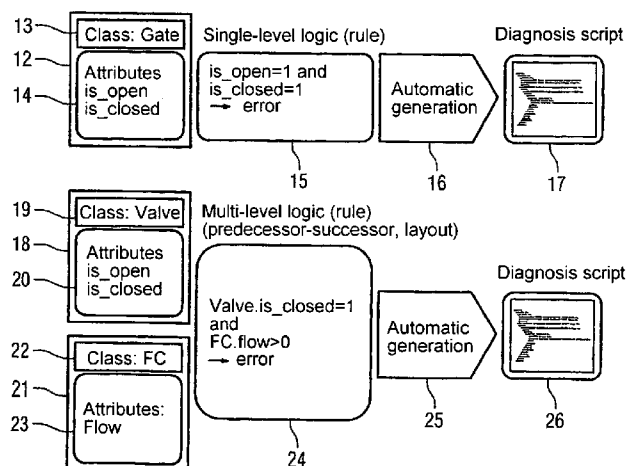 13
Class: Gate
Single-level logic (rule)
Diagnosis script
12
14
Attributes
is_open
is_closed
is_open=1 and
is_closed=1
→ error
Automatic
generation
15
16
17
19
Class: Valve
Multi-level logic (rule)
(predecessor-successor, layout)
18
20
Attributes
is_open
is_closed
Diagnosis script
Valve.is_closed=1
and
FC.flow>0
→ error
Automatic
generation
22
Class: FC
21
23
Attributes:
Flow
24
25
26